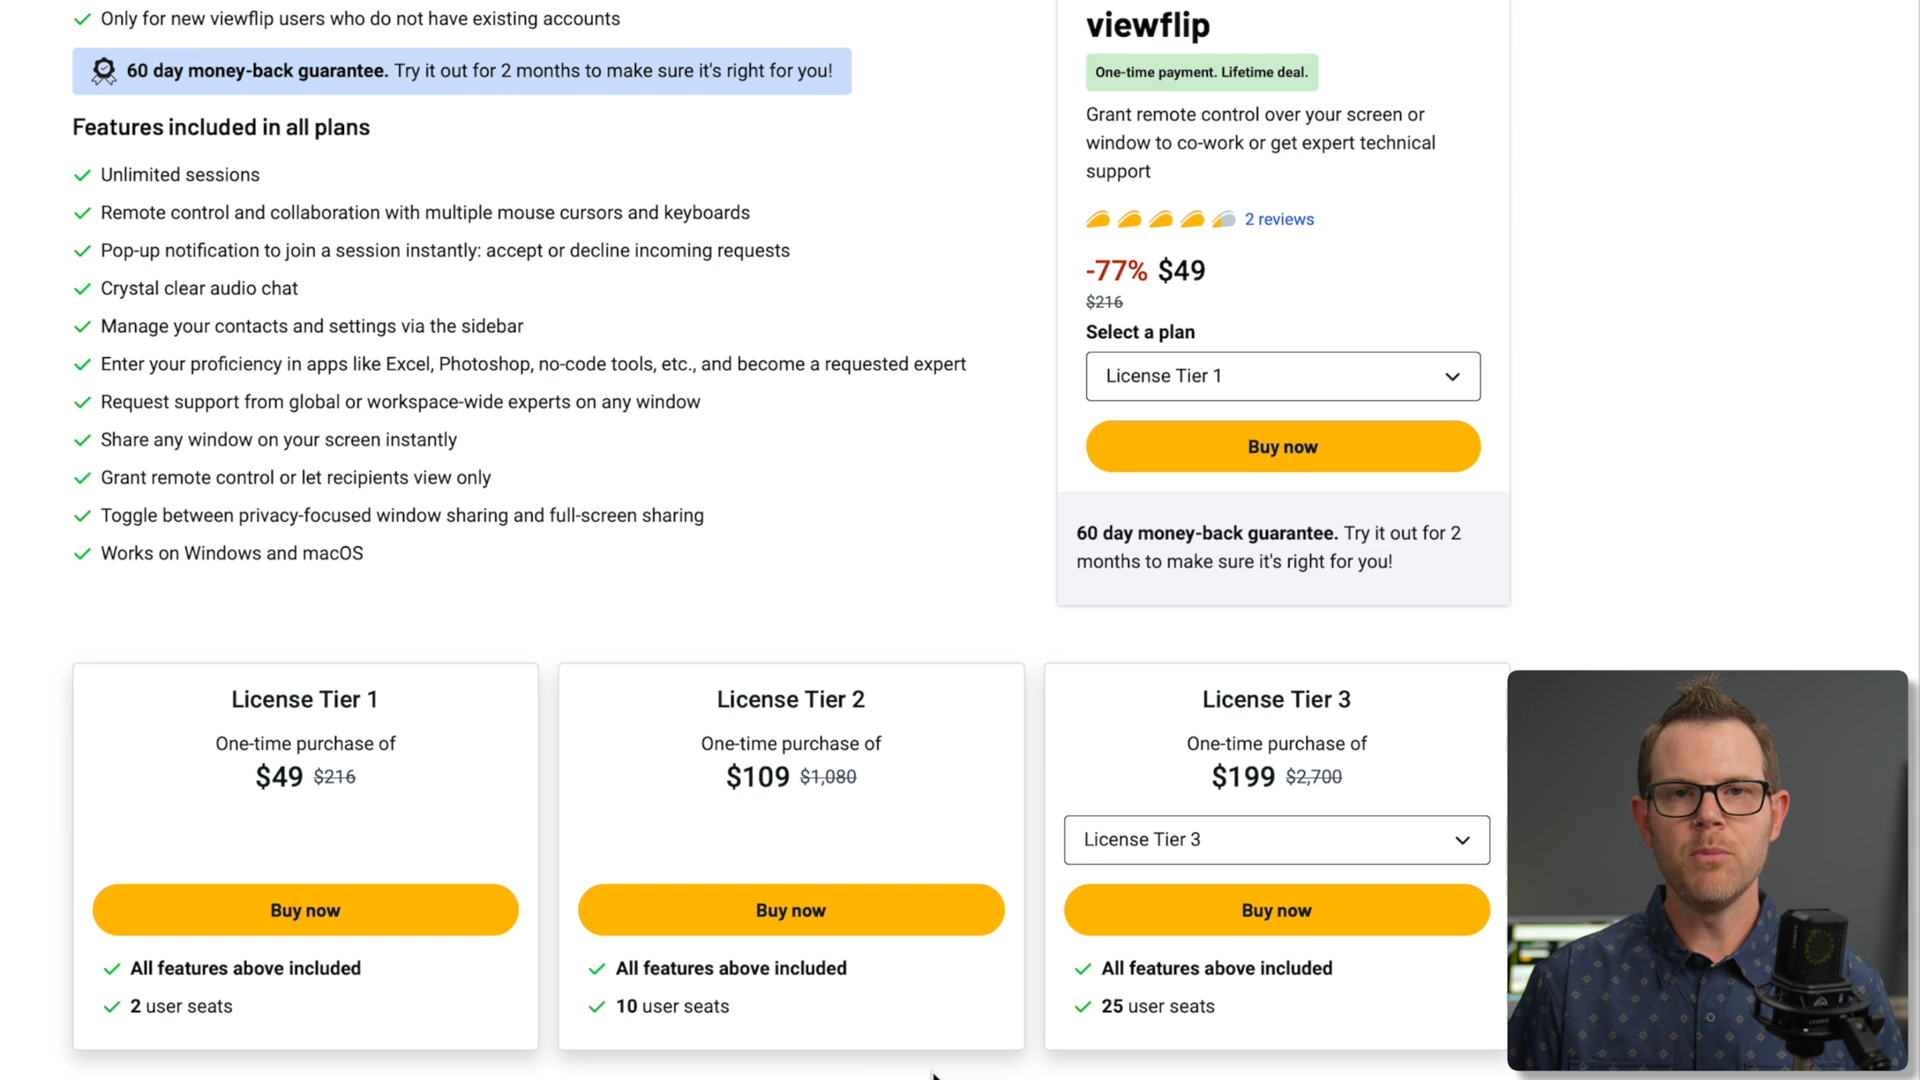 Only for new viewflip users who do not have existing accounts
60 day money-back guarantee. Try it out for 2 months to make sure it's right for you!
Features included in all plans
Unlimited sessions
Remote control and collaboration with multiple mouse cursors and keyboards
Pop-up notification to join a session instantly: accept or decline incoming requests
Crystal clear audio chat
Manage your contacts and settings via the sidebar
Enter your proficiency in apps like Excel, Photoshop, no-code tools, etc., and become a requested expert
Request support from global or workspace-wide experts on any window
Share any window on your screen instantly
Grant remote control or let recipients view only
Toggle between privacy-focused window sharing and full-screen sharing
Works on Windows and macOS
viewflip
One-time payment. Lifetime deal.
Grant remote control over your screen or
window to co-work or get expert technical
support
2 reviews
-77% $49
$216
Select a plan
License Tier 1
Buy now
60 day money-back guarantee. Try it out for 2
months to make sure it's right for you!
License Tier 1
One-time purchase of
$49 $216
Buy now
All features above included
2 user seats
License Tier 2
One-time purchase of
$109 $1,080
Buy now
All features above included
10 user seats
License Tier 3
One-time purchase of
$199 $2,700
License Tier 3
Buy now
All features above included
25 user seats